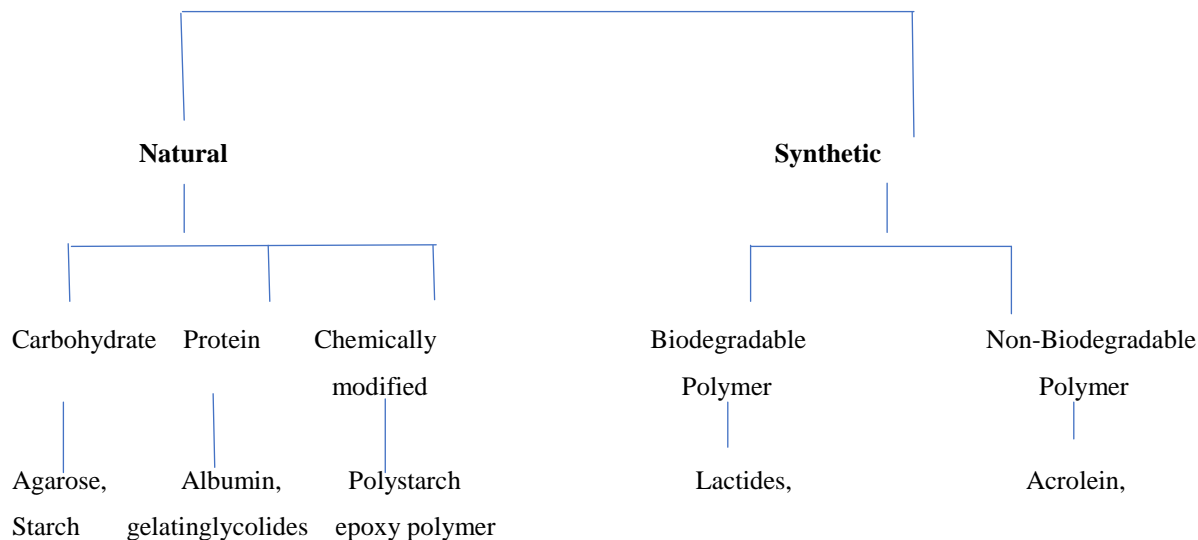 Natural Synthetic
Carbohydrate Protein Chemically Biodegradable Non-Biodegradable
modified Polymer Polymer
Agarose, Albumin, Polystarch Lactides, Acrolein,
Starch gelatinglycolides epoxy polymer